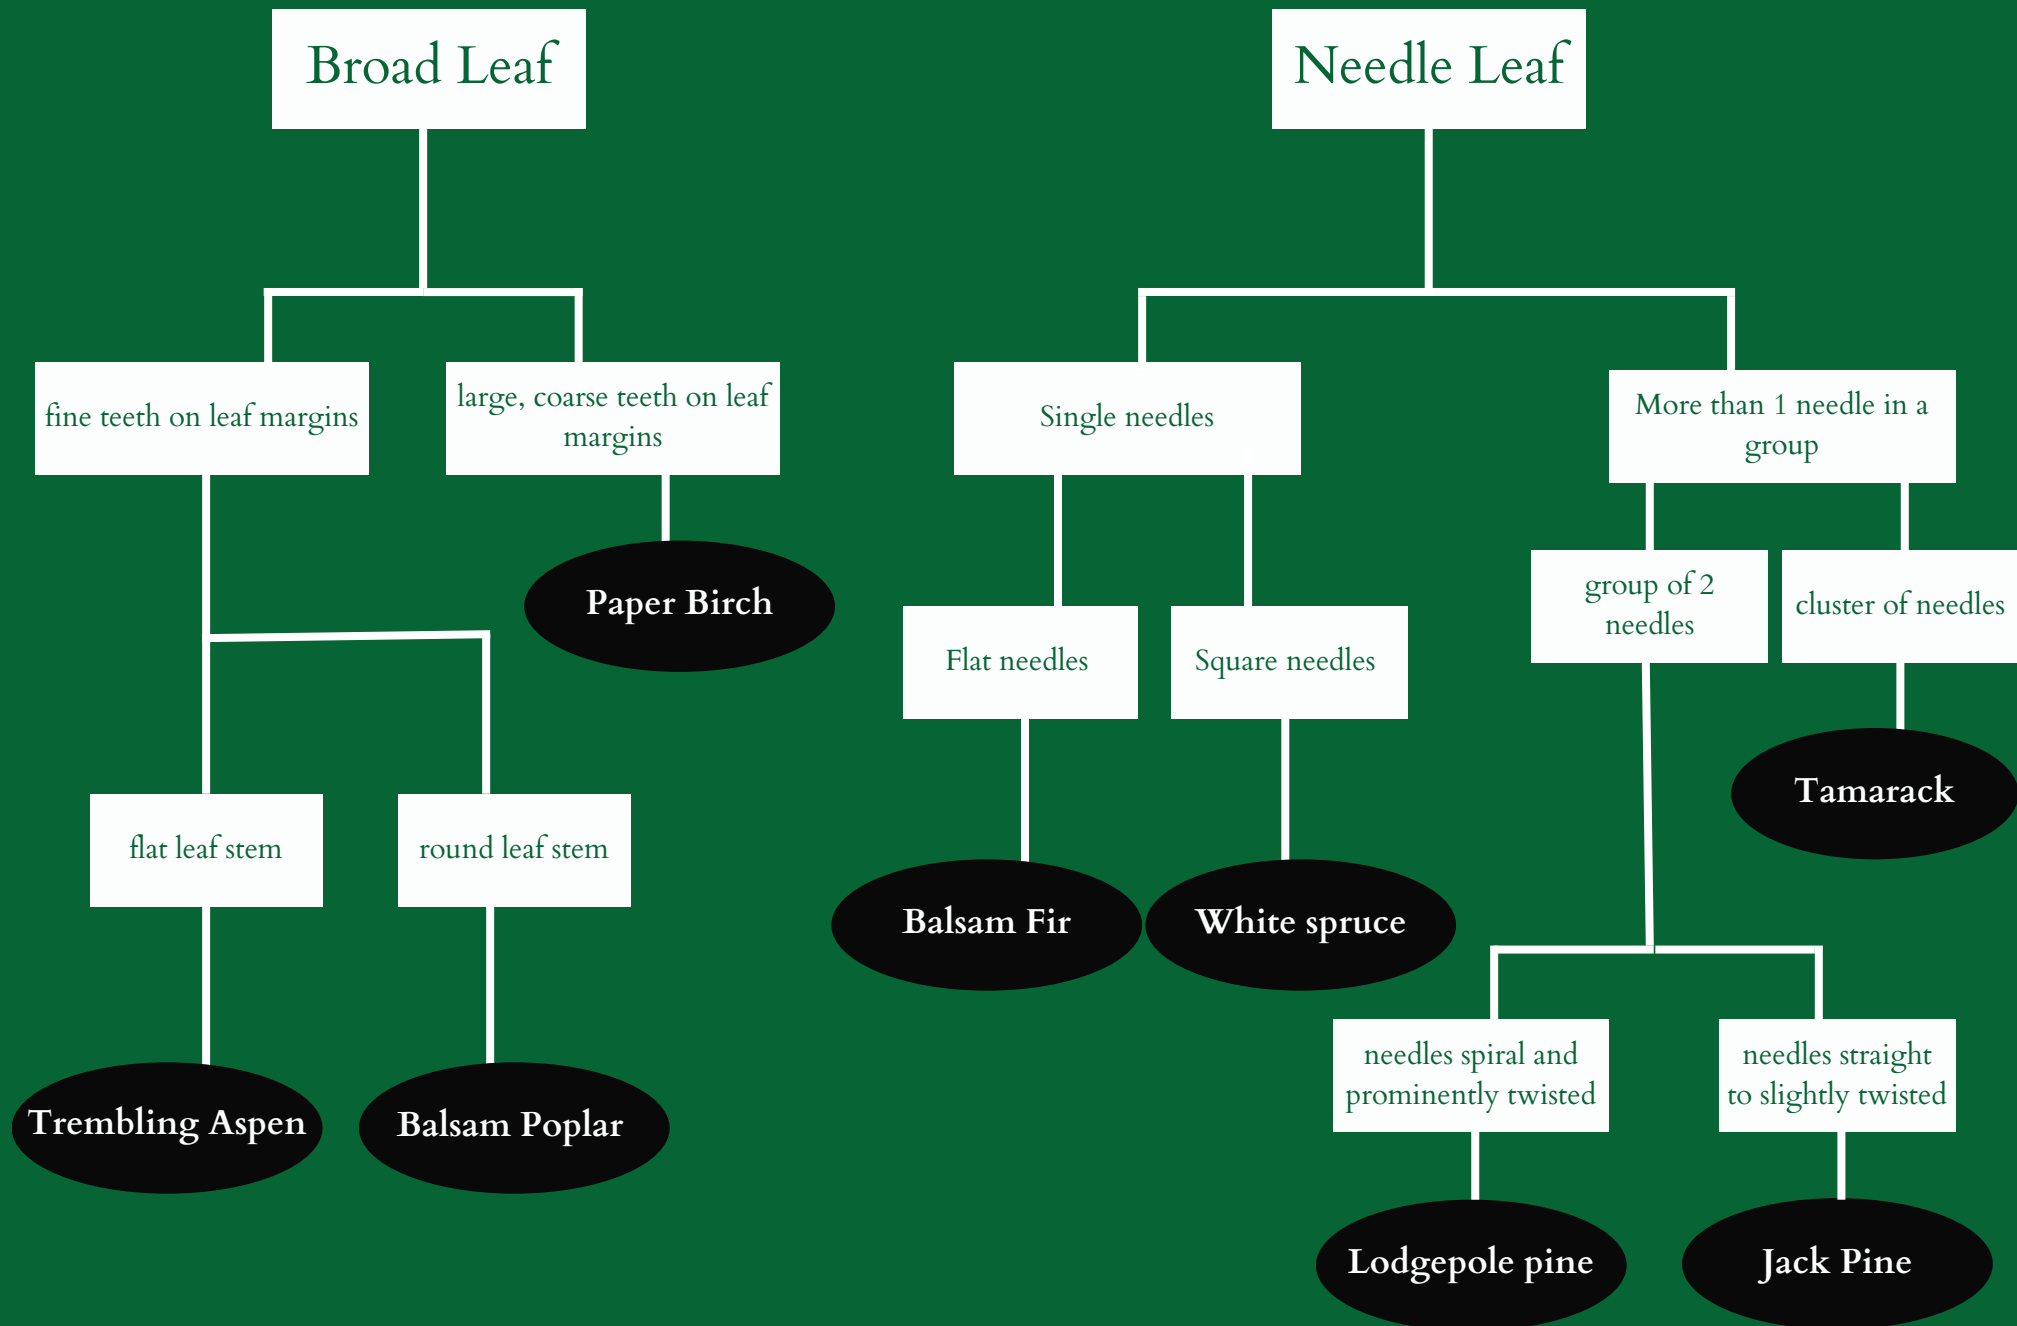 Broad Leaf
Needle Leaf
fine teeth on leaf margins
large, coarse teeth on leaf
margins
Single needles
More than 1 needle in a
group
Paper Birch
group of 2
needles
cluster of needles
Flat needles
Square needles
Tamarack
flat leaf stem
round leaf stem
Balsam Fir
White spruce
needles spiral and
prominently twisted
needles straight
to slightly twisted
Trembling Aspen
Balsam Poplar
Lodgepole pine
Jack Pine